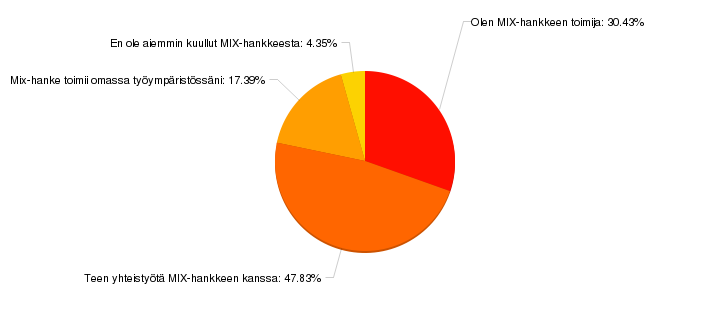 Olen MIX-hankkeen toimija: 30.43%
En ole aiemmin kuullut MIX-hankkeesta: 4.35%
Mix-hanke toimii omassa työympäristössäni: 17.39%
Teen yhteistyötä MIX-hankkeen kanssa: 47.83%